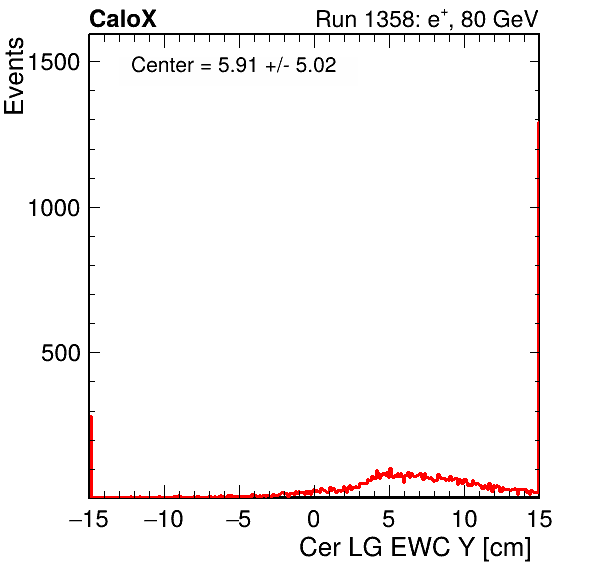 CaloX Run 1358: e⁺, 80 GeV
Center = 5.91 +/- 5.02
Events
1500
1000
500
−15 −10 −5 0 5 10 15
Cer LG EWC Y [cm]